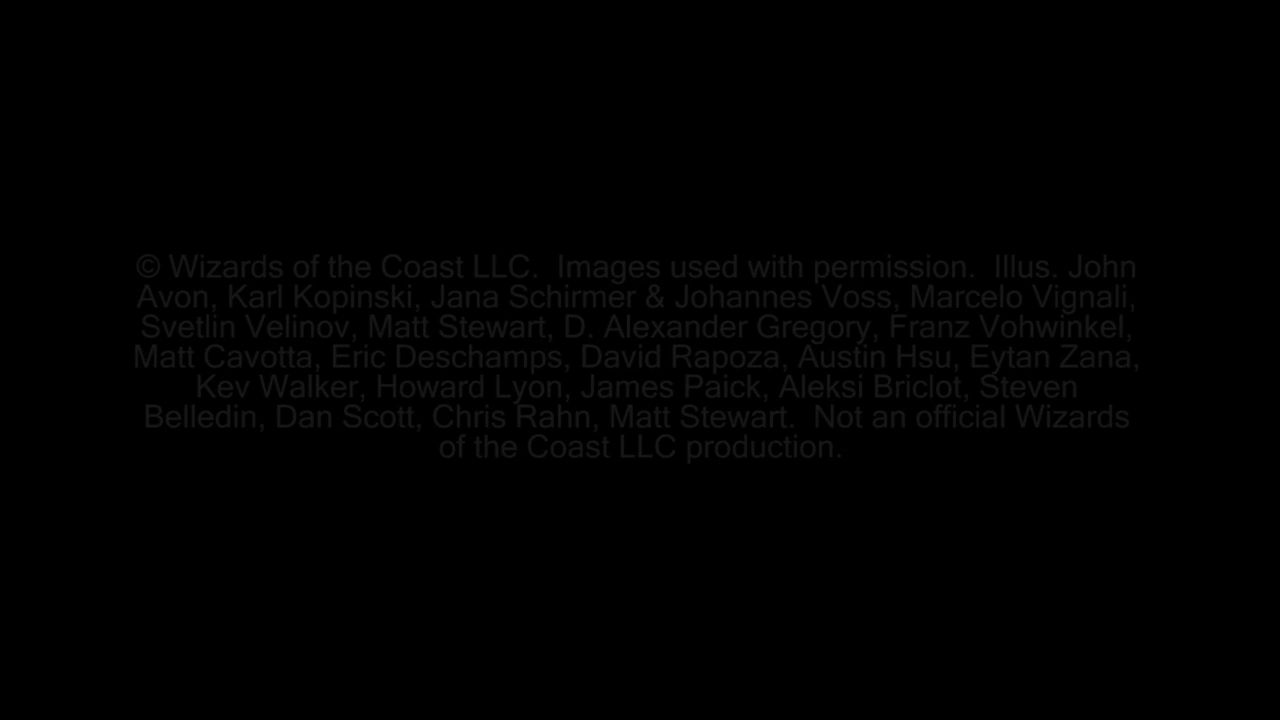 © Wizards of the Coast LLC.  Images used with permission.  Illus. John
Avon, Karl Kopinski, Jana Schirmer & Johannes Voss, Marcelo Vignali,
Svetlin Velinov, Matt Stewart, D. Alexander Gregory, Franz Vohwinkel,
Matt Cavotta, Eric Deschamps, David Rapoza, Austin Hsu, Eytan Zana,
Kev Walker, Howard Lyon, James Paick, Aleksi Briclot, Steven
Belledin, Dan Scott, Chris Rahn, Matt Stewart.  Not an official Wizards
of the Coast LLC production.